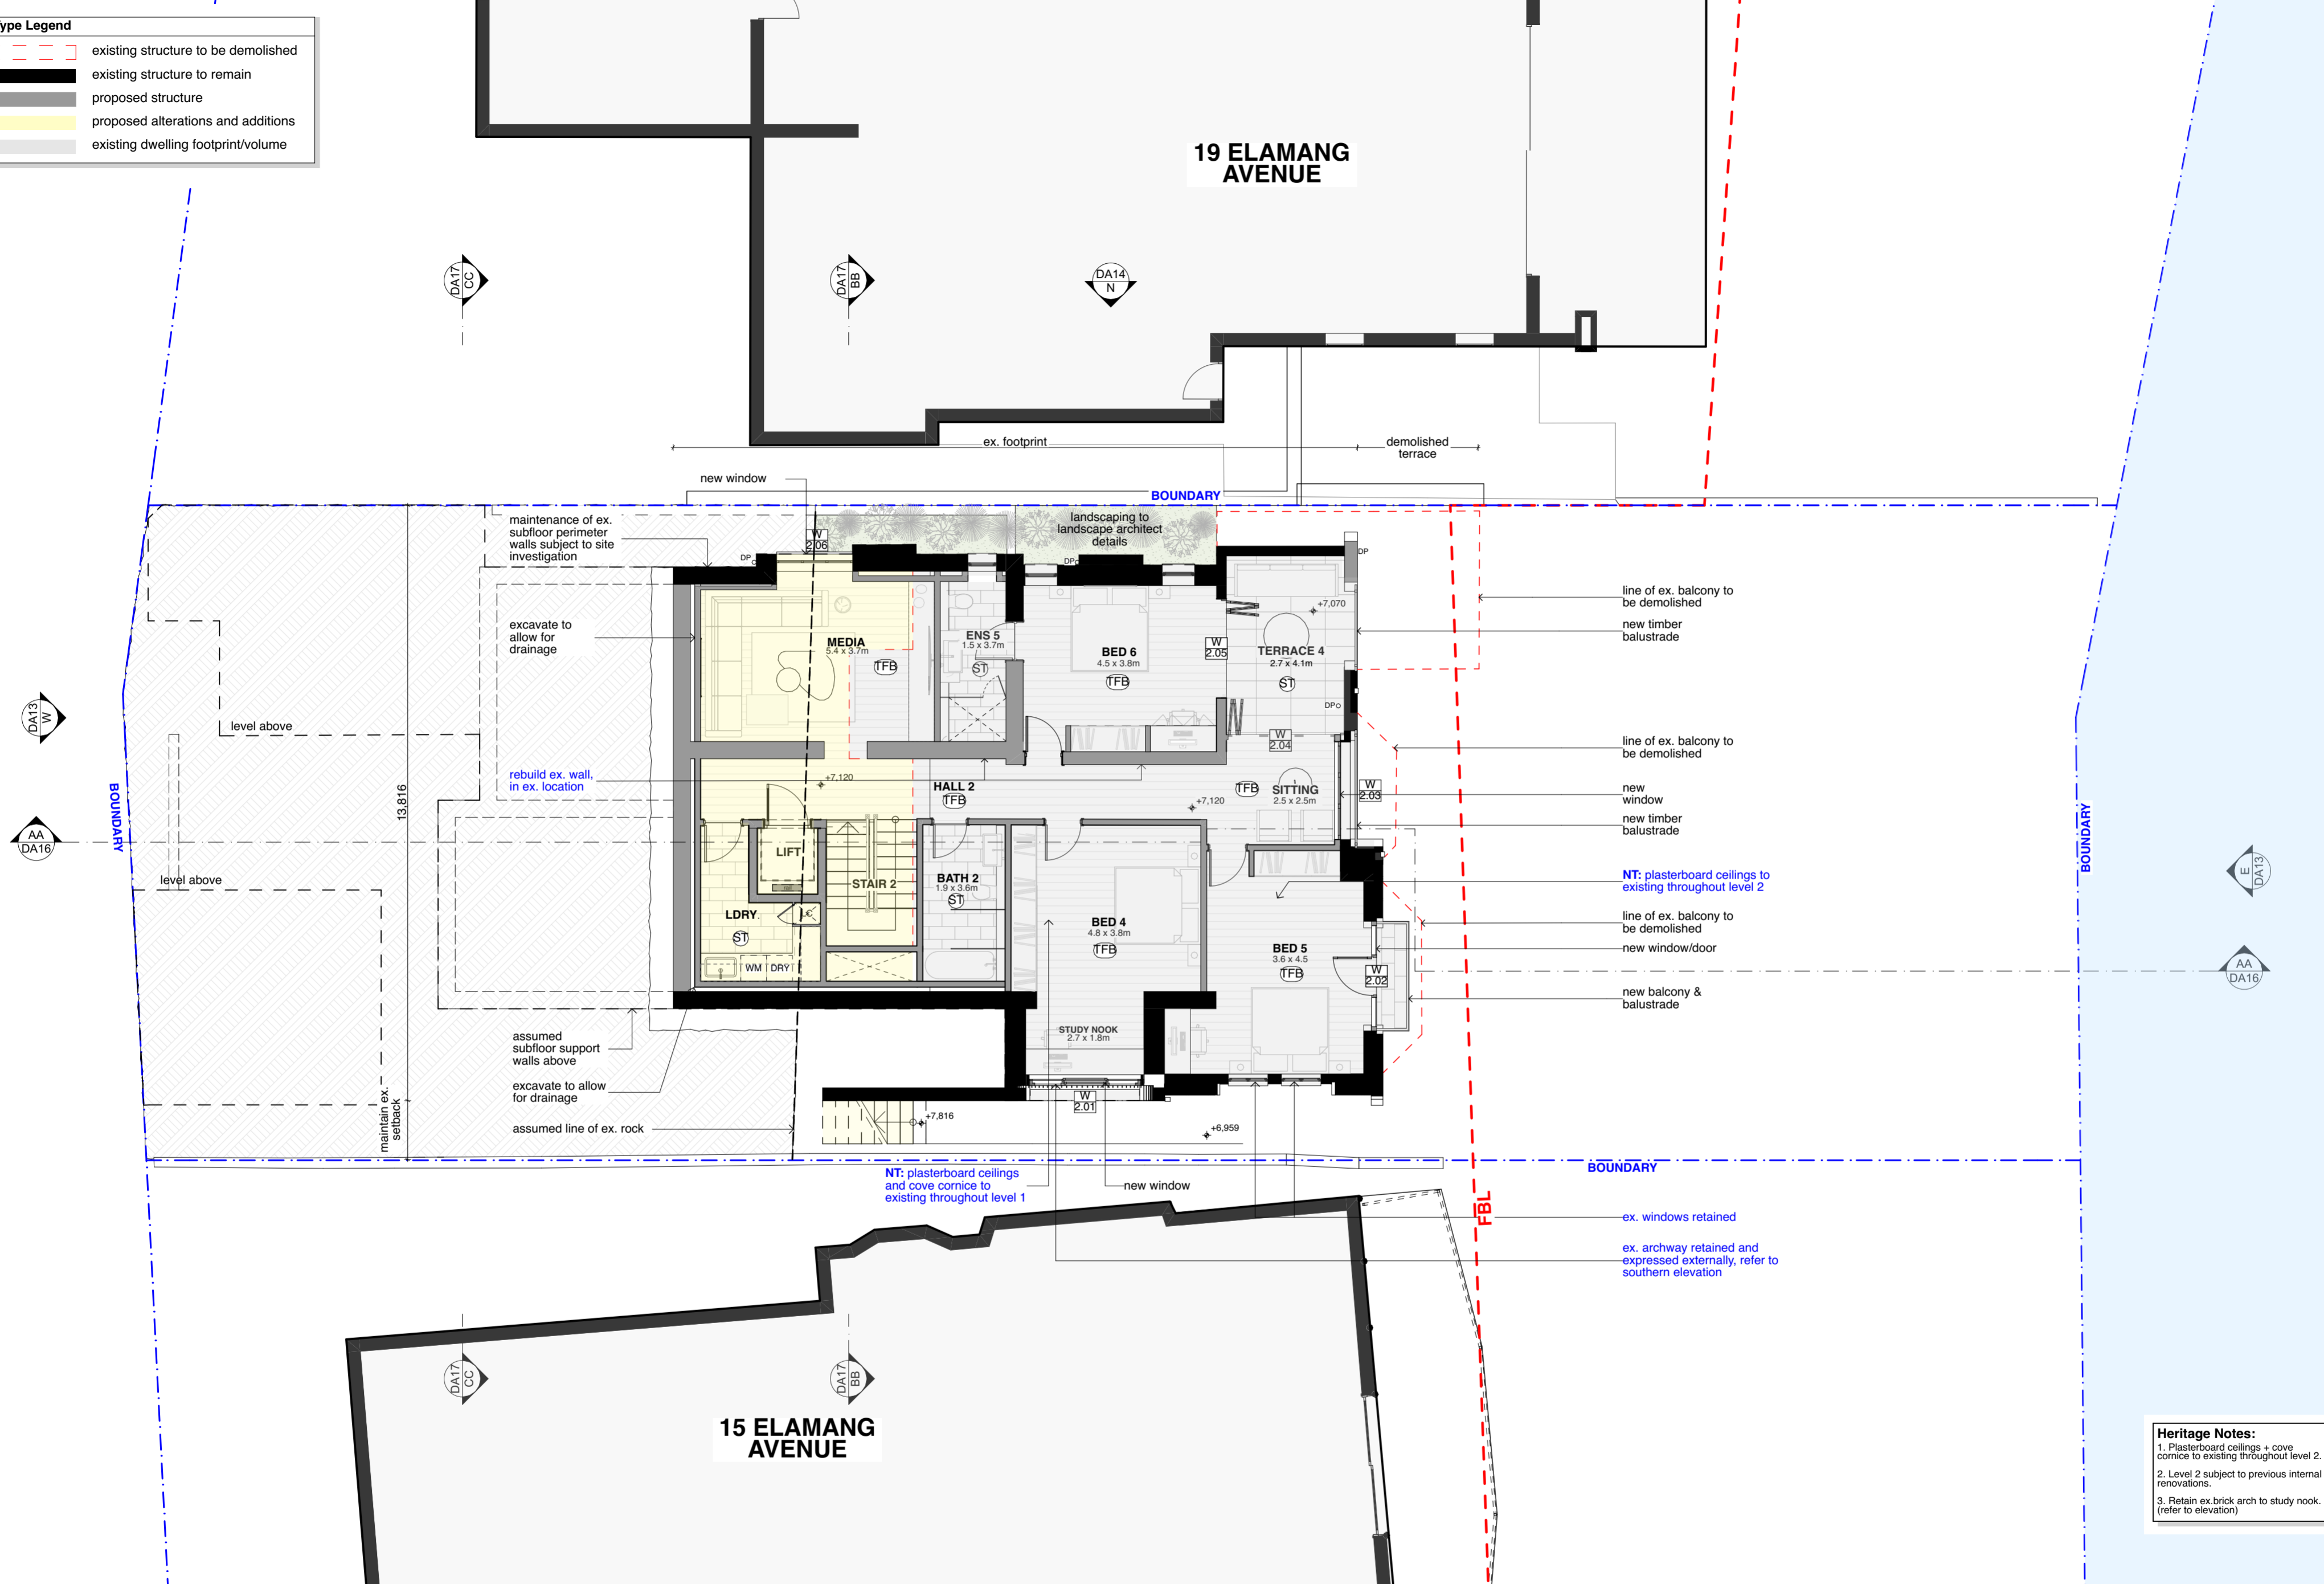 ype Legend
existing structure to be demolished
existing structure to remain
proposed structure
proposed alterations and additions
existing dwelling footprint/volume
19 ELAMANG
AVENUE
DA17
CC
DA17
BB
DA14
N
ex. footprint
demolished
terrace
new window
BOUNDARY
maintenance of ex.
subfloor perimeter
walls subject to site
investigation
landscaping to
landscape architect
details
W
2.06
DP
DP
DP
line of ex. balcony to
be demolished
+7,070
new timber
balustrade
excavate to
allow for
drainage
MEDIA
5.4 x 3.7m
TFB
ENS 5
1.5 x 3.7m
ST
BED 6
4.5 x 3.8m
TFB
W
2.05
TERRACE 4
2.7 x 4.1m
ST
DP
DA13
W
level above
W
2.04
line of ex. balcony to
be demolished
rebuild ex. wall,
in ex. location
+7,120
HALL 2
TFB
+7,120
TFB
SITTING
2.5 x 2.5m
W
2.03
new
window
new timber
balustrade
BOUNDARY
13,816
BOUNDARY
AA
DA16
LIFT
STAIR 2
BATH 2
1.9 x 3.6m
ST
level above
NT: plasterboard ceilings to
existing throughout level 2
E
DA13
LDRY
ST
LC
WM
DRY
BED 4
4.8 x 3.8m
TFB
BED 5
3.6 x 4.5
TFB
line of ex. balcony to
be demolished
new window/door
W
2.02
AA
DA16
new balcony &
balustrade
assumed
subfloor support
walls above
STUDY NOOK
2.7 x 1.8m
excavate to allow
for drainage
W
2.01
maintain ex.
setback
assumed line of ex. rock
+7,816
+6,959
BOUNDARY
NT: plasterboard ceilings
and cove cornice to
existing throughout level 1
new window
FBL
ex. windows retained
ex. archway retained and
expressed externally, refer to
southern elevation
DA17
CC
DA17
BB
15 ELAMANG
AVENUE
Heritage Notes:
1. Plasterboard ceilings + cove
cornice to existing throughout level 2.
2. Level 2 subject to previous internal
renovations.
3. Retain ex.brick arch to study nook.
(refer to elevation)